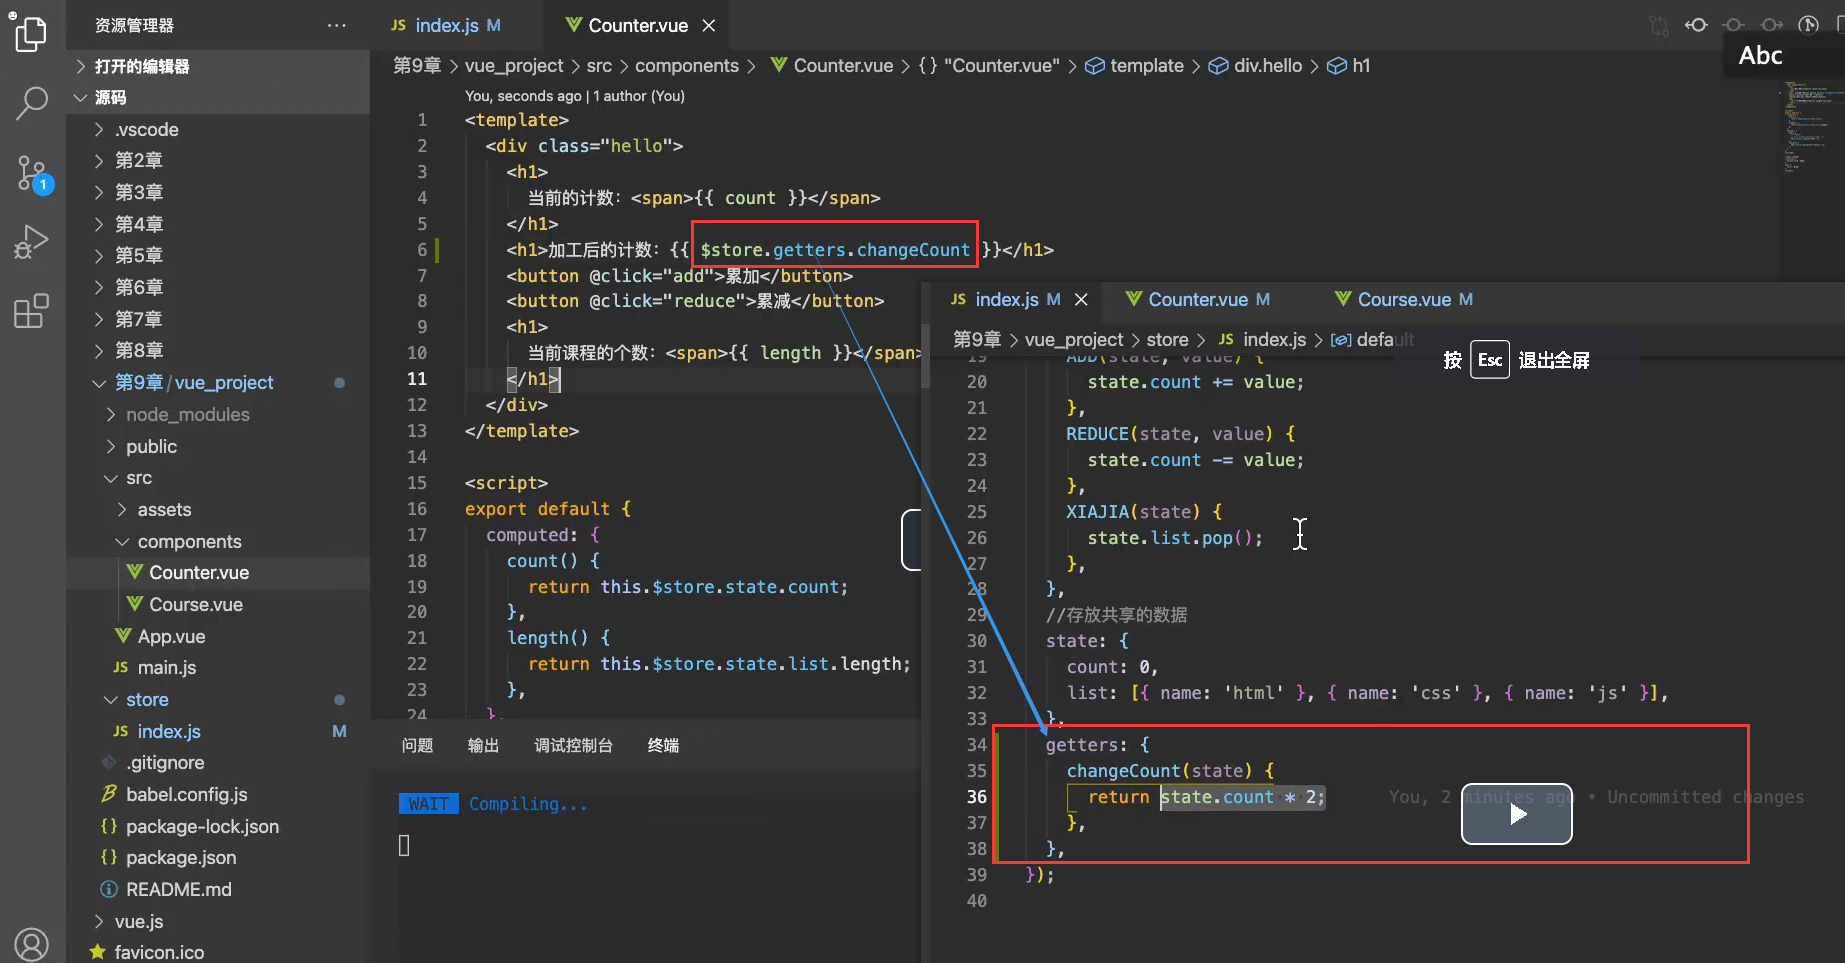 资源管理器 ···
打开的编辑器
源码
.vscode
第2章
第3章
第4章
第5章
第6章
第7章
第8章
第9章/vue_project
node_modules
public
src
assets
components
Counter.vue
Course.vue
App.vue
JS main.js
store
JS index.js M
.gitignore
babel.config.js
{} package-lock.json
{} package.json
README.md
vue.js
favicon.ico
1
JS index.js M
Counter.vue
第9章 > vue_project > src > components > Counter.vue > {} "Counter.vue" > template > div.hello > h1
Abc
You, seconds ago | 1 author (You)
1 <template>
2 <div class="hello">
3 <h1>
4 当前的计数: <span>{{ count }}</span>
5 </h1>
6 <h1>加工后的计数: {{ $store.getters.changeCount }}</h1>
7 <button @click="add">累加</button>
8 <button @click="reduce">累减</button>
9 <h1>
10 当前课程的个数: <span>{{ length }}</span>
11 </h1>
12 </div>
13 </template>
14
15 <script>
16 export default {
17 computed: {
18 count() {
19 return this.$store.state.count;
20 },
21 length() {
22 return this.$store.state.list.length;
23 },
24 },
问题 输出 调试控制台 终端
WAIT Compiling...
JS index.js M
Counter.vue M
Course.vue M
第9章 > vue_project > store > JS index.js > default
按 Esc 退出全屏
19 ADD(state, value) {
20 state.count += value;
21 },
22 REDUCE(state, value) {
23 state.count -= value;
24 },
25 XIAJIA(state) {
26 state.list.pop();
27 },
28 },
29 //存放共享的数据
30 state: {
31 count: 0,
32 list: [{ name: 'html' }, { name: 'css' }, { name: 'js' }],
33 },
34 getters: {
35 changeCount(state) {
36 return state.count * 2; You, 2 minutes ago • Uncommitted changes
37 },
38 },
39 });
40